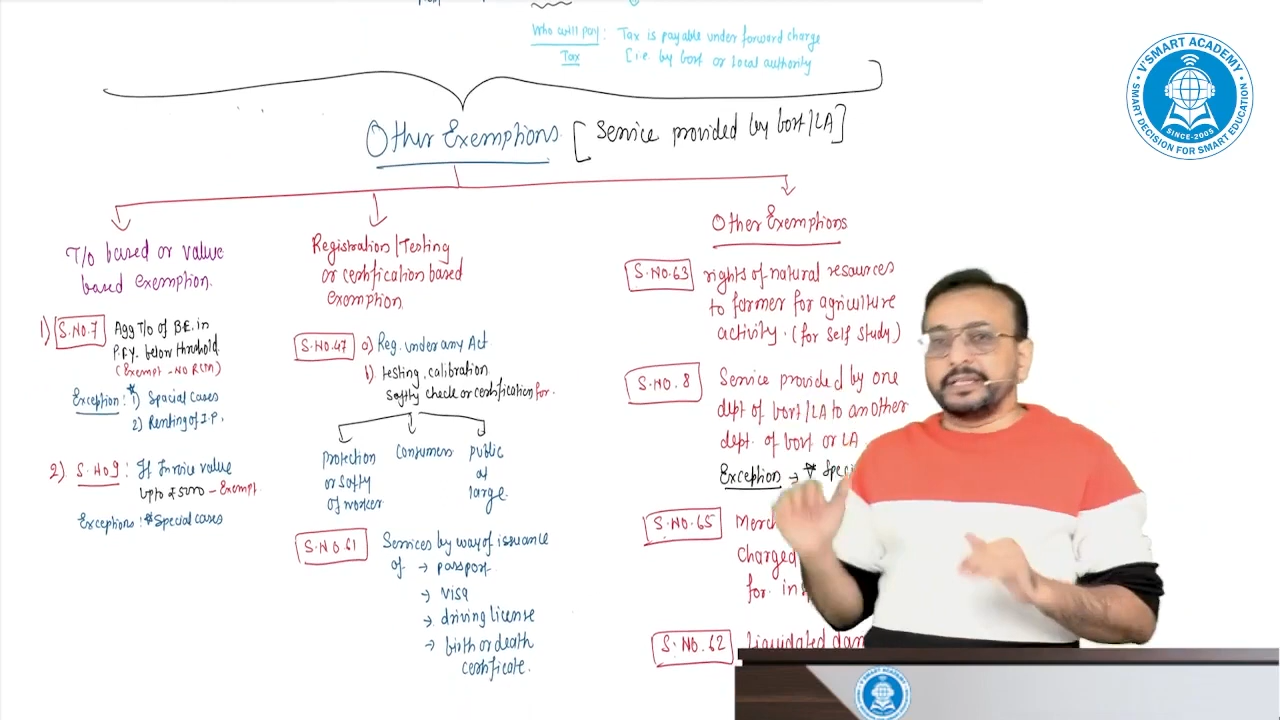 Who will pay : Tax is payable under forward charge
Tax [i.e. by Govt or local authority
V'SMART ACADEMY
SMART DECISION FOR SMART EDUCATION
SINCE-2005
Other Exemptions [Service provided by Govt/LA]
T/o based or value
based exemption.
1) S.NO.7 Agg T/o of B.E. in
P.F.Y. below threshold
(Exempt - NO RCM)
Exception : * 1) Spacial cases
2) Renting of I.P.
2) S.NO9 : If Invoice value
upto ₹5000 - Exempt.
Exceptions : * Special cases
Registration/Testing
or certification based
exemption.
S.NO.47 a) Reg. under any Act
b) testing, calibration
Safty check or certification for.
protection
or safty
of worker
Consumers
public
at
large.
S.NO.61 Services by way of issuance
of → passport.
→ visa
→ driving license
→ birth or death
certificate.
Other Exemptions
S.NO.63 rights of natural resources
to farmer for agriculture
activity. (for self study)
S.NO.8 Service provided by one
dept of Govt/LA to another
dept. of Govt or LA
Exception → *
S.NO.65
charged
for
S.NO.62 Liquidated